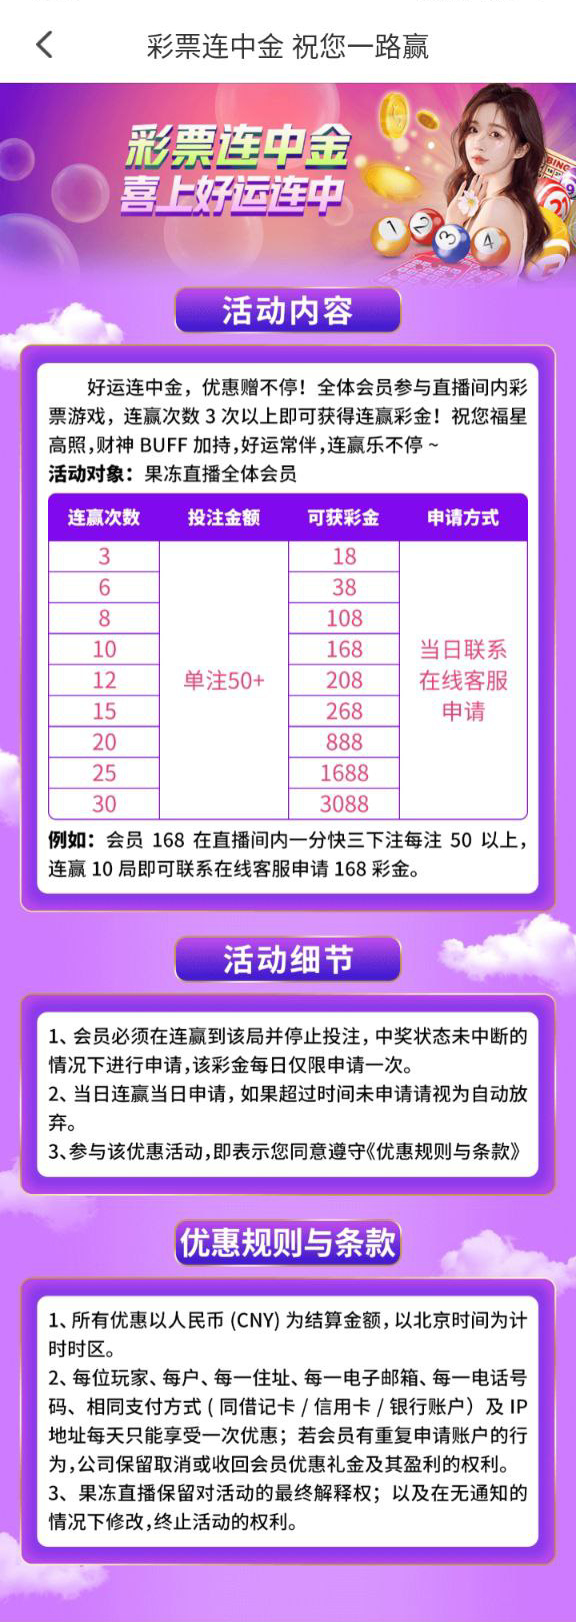 彩票连中金 祝您一路赢
彩票连中金
喜上好运连中
BING
1
2
3
4
活动内容
好运连中金，优惠赠不停！全体会员参与直播间内彩
票游戏，连赢次数 3 次以上即可获得连赢彩金！祝您福星
高照,财神 BUFF 加持,好运常伴,连赢乐不停 ~
活动对象：果冻直播全体会员
连赢次数 投注金额 可获彩金 申请方式
3 18
6 38
8 108
10 168 当日联系
12 单注50+ 208 在线客服
15 268 申请
20 888
25 1688
30 3088
例如：会员 168 在直播间内一分快三下注每注 50 以上，
连赢 10 局即可联系在线客服申请 168 彩金。
活动细节
1、会员必须在连赢到该局并停止投注，中奖状态未中断的
情况下进行申请,该彩金每日仅限申请一次。
2、当日连赢当日申请，如果超过时间未申请请视为自动放
弃。
3、参与该优惠活动,即表示您同意遵守《优惠规则与条款》
优惠规则与条款
1、所有优惠以人民币 (CNY) 为结算金额，以北京时间为计
时时区。
2、每位玩家、每户、每一住址、每一电子邮箱、每一电话号
码、相同支付方式 ( 同借记卡 / 信用卡 / 银行账户）及 IP
地址每天只能享受一次优惠；若会员有重复申请账户的行
为,公司保留取消或收回会员优惠礼金及其盈利的权利。
3、果冻直播保留对活动的最终解释权；以及在无通知的
情况下修改,终止活动的权利。